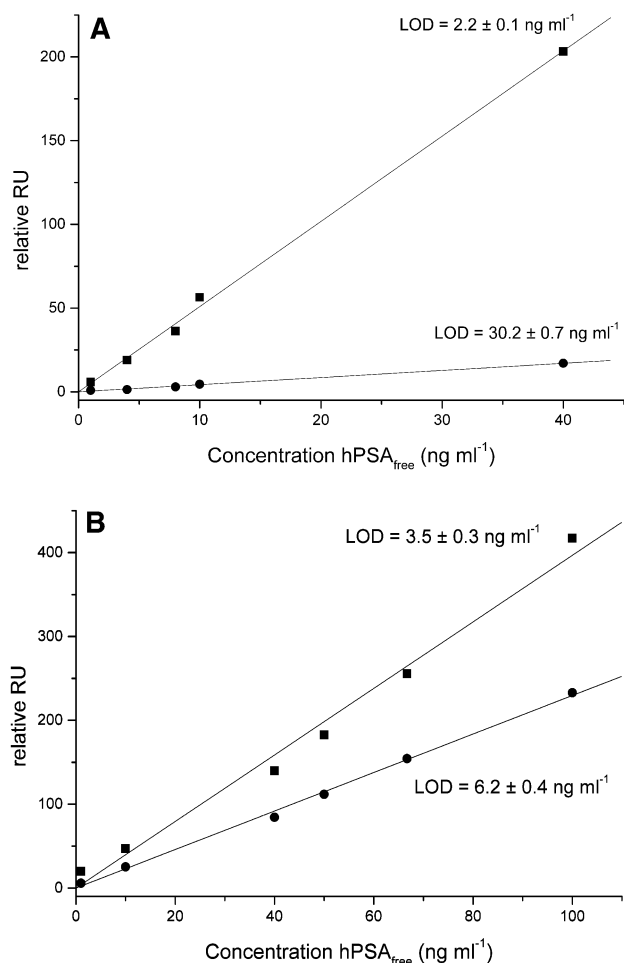 A
LOD = 2.2 ± 0.1 ng ml⁻¹
200
150
100
50
0
relative RU
LOD = 30.2 ± 0.7 ng ml⁻¹
0 10 20 30 40
Concentration hPSA_free (ng ml⁻¹)
B
LOD = 3.5 ± 0.3 ng ml⁻¹
400
300
200
100
0
relative RU
LOD = 6.2 ± 0.4 ng ml⁻¹
0 20 40 60 80 100
Concentration hPSA_free (ng ml⁻¹)